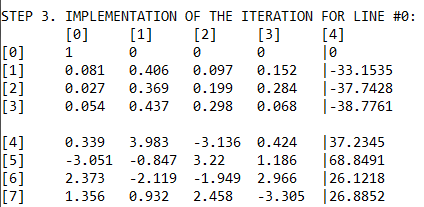 STEP 3. IMPLEMENTATION OF THE ITERATION FOR LINE #0:
[0] [1] [2] [3] [4]
[0] 1 0 0 0 |0
[1] 0.081 0.406 0.097 0.152 |-33.1535
[2] 0.027 0.369 0.199 0.284 |-37.7428
[3] 0.054 0.437 0.298 0.068 |-38.7761
[4] 0.339 3.983 -3.136 0.424 |37.2345
[5] -3.051 -0.847 3.22 1.186 |68.8491
[6] 2.373 -2.119 -1.949 2.966 |26.1218
[7] 1.356 0.932 2.458 -3.305 |26.8852